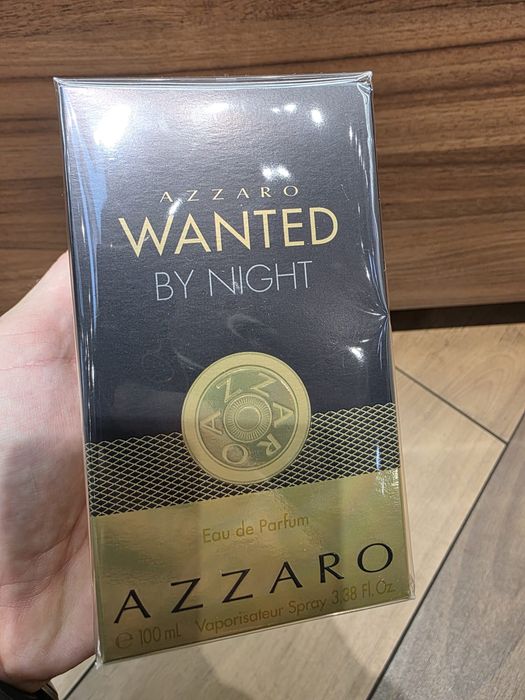 AZZARO
WANTED
BY NIGHT
AZZARO
Eau de Parfum
AZZARO
℮ 100 mL Vaporisateur Spray 3.38 Fl. Oz.